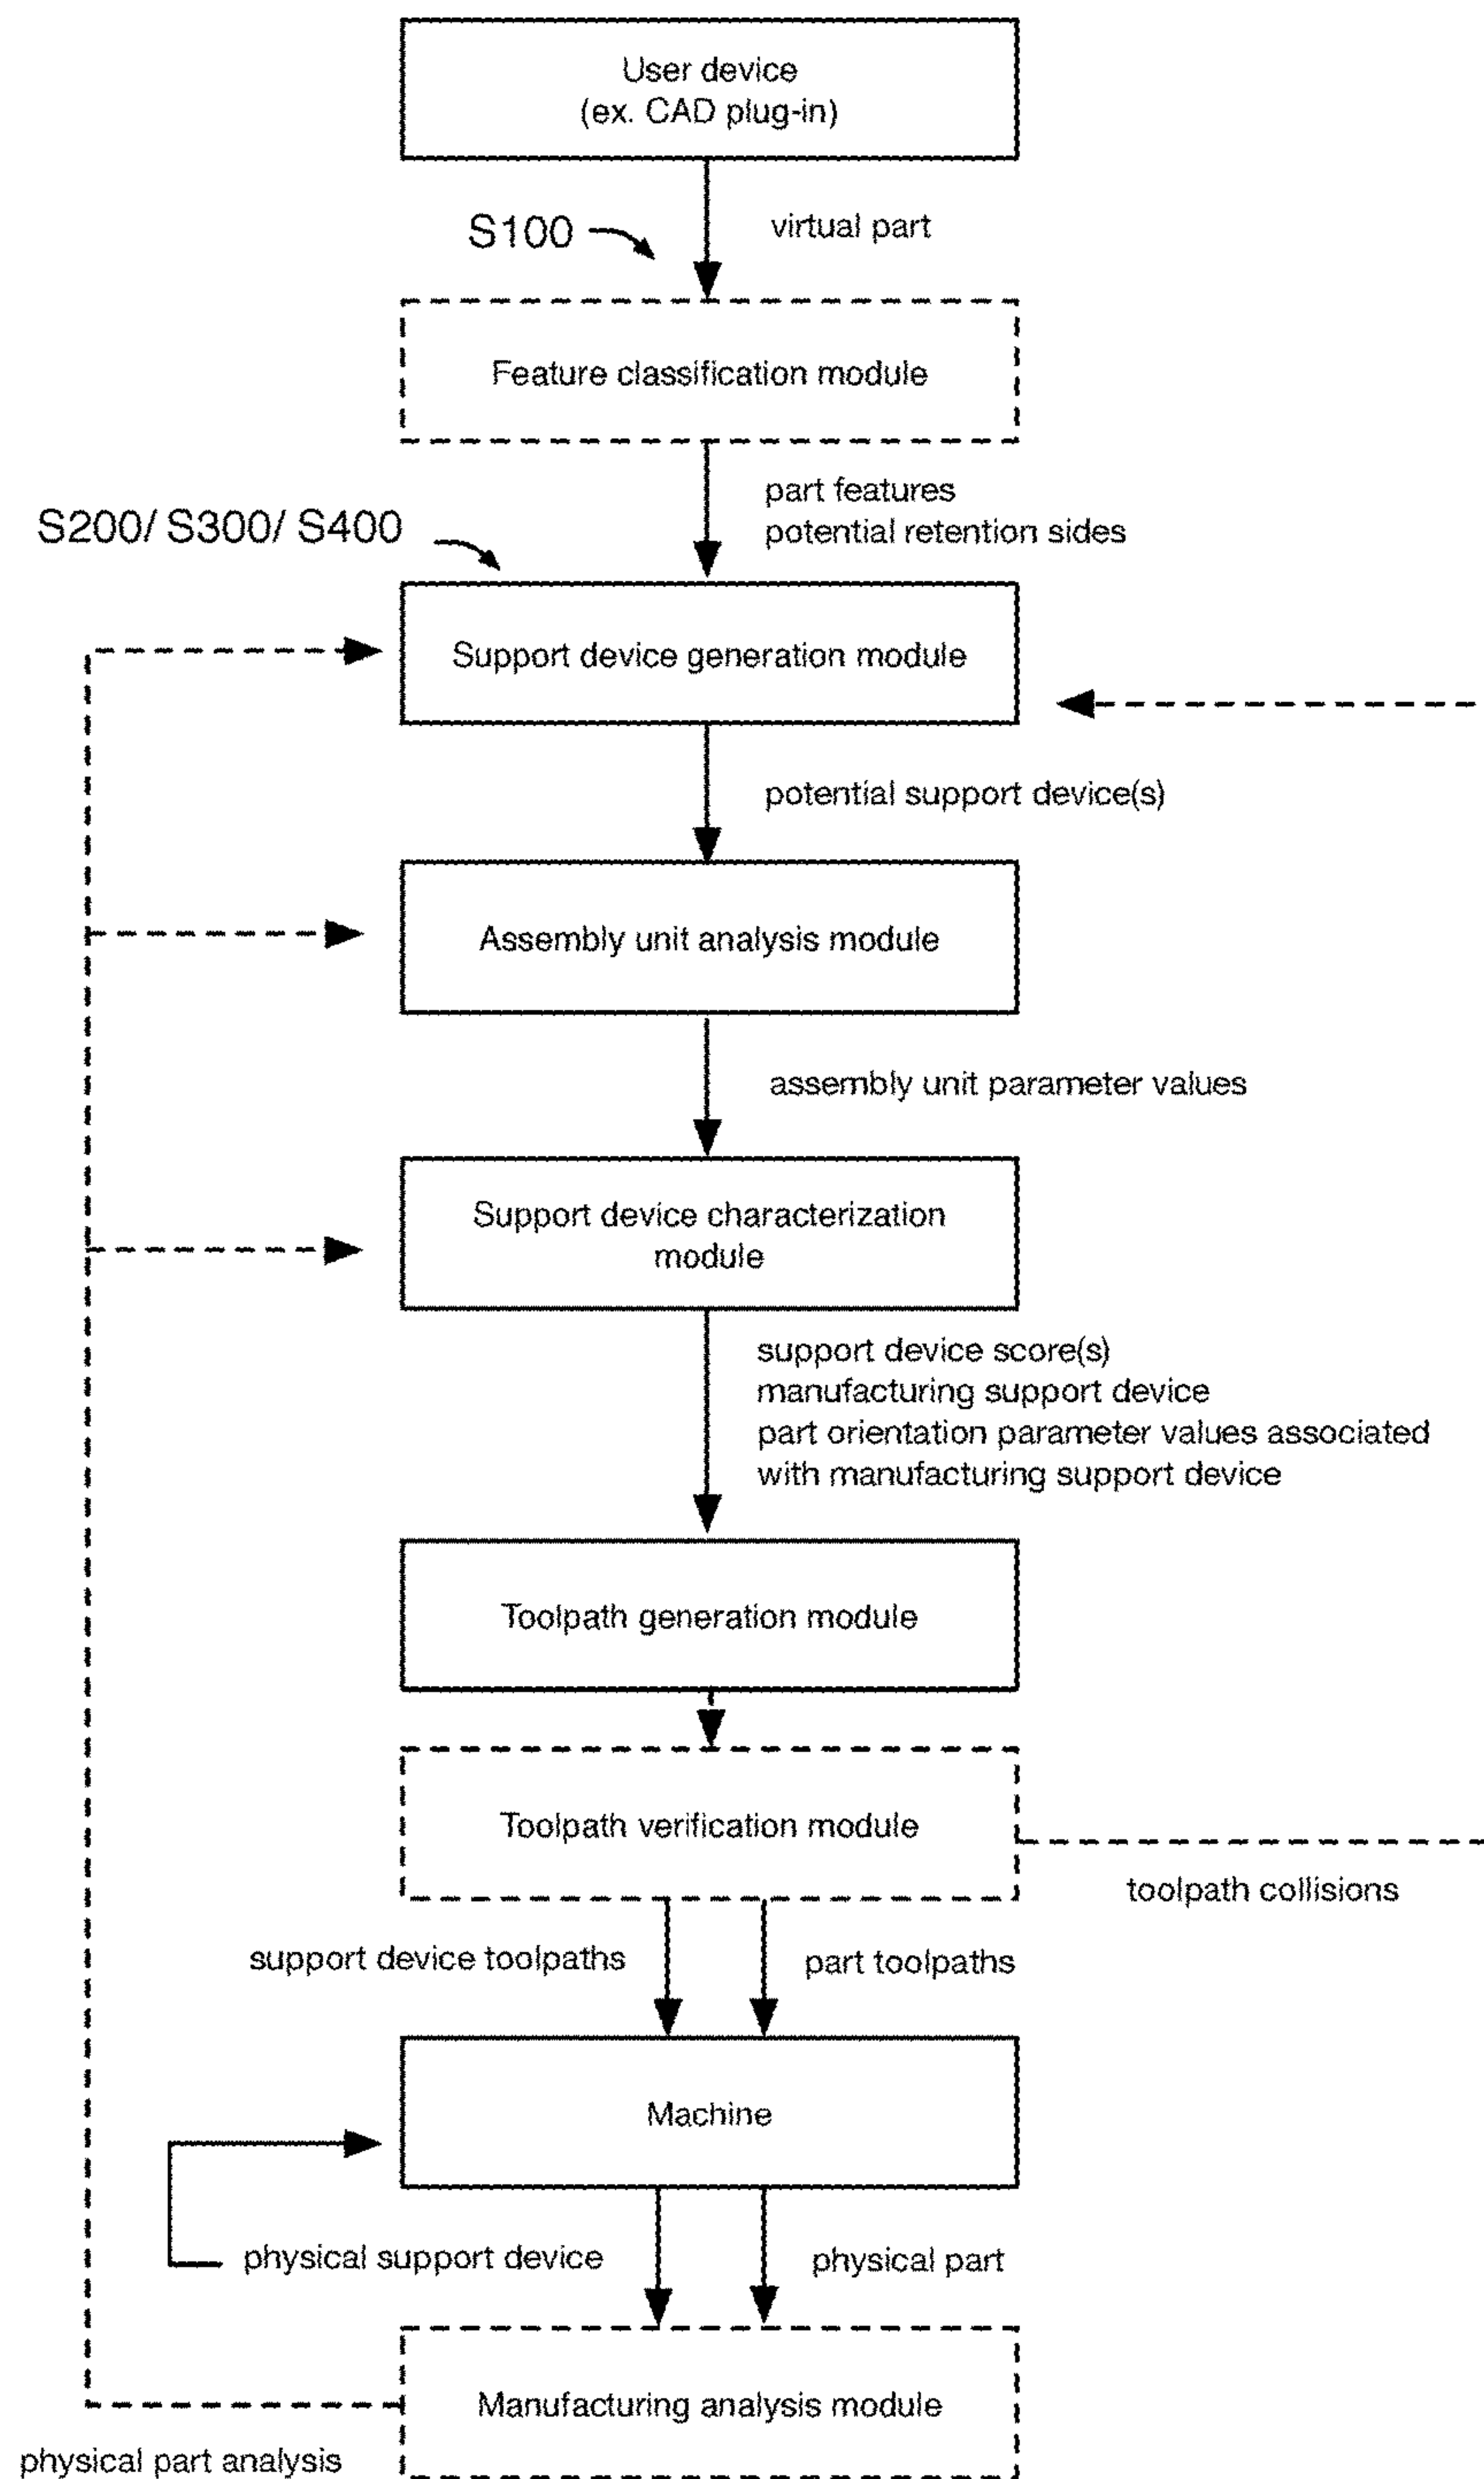 User device
(ex. CAD plug-in)
S100
virtual part
Feature classification module
part features
potential retention sides
S200/ S300/ S400
Support device generation module
potential support device(s)
Assembly unit analysis module
assembly unit parameter values
Support device characterization
module
support device score(s)
manufacturing support device
part orientation parameter values associated
with manufacturing support device
Toolpath generation module
Toolpath verification module
toolpath collisions
support device toolpaths
part toolpaths
Machine
physical support device
physical part
Manufacturing analysis module
physical part analysis